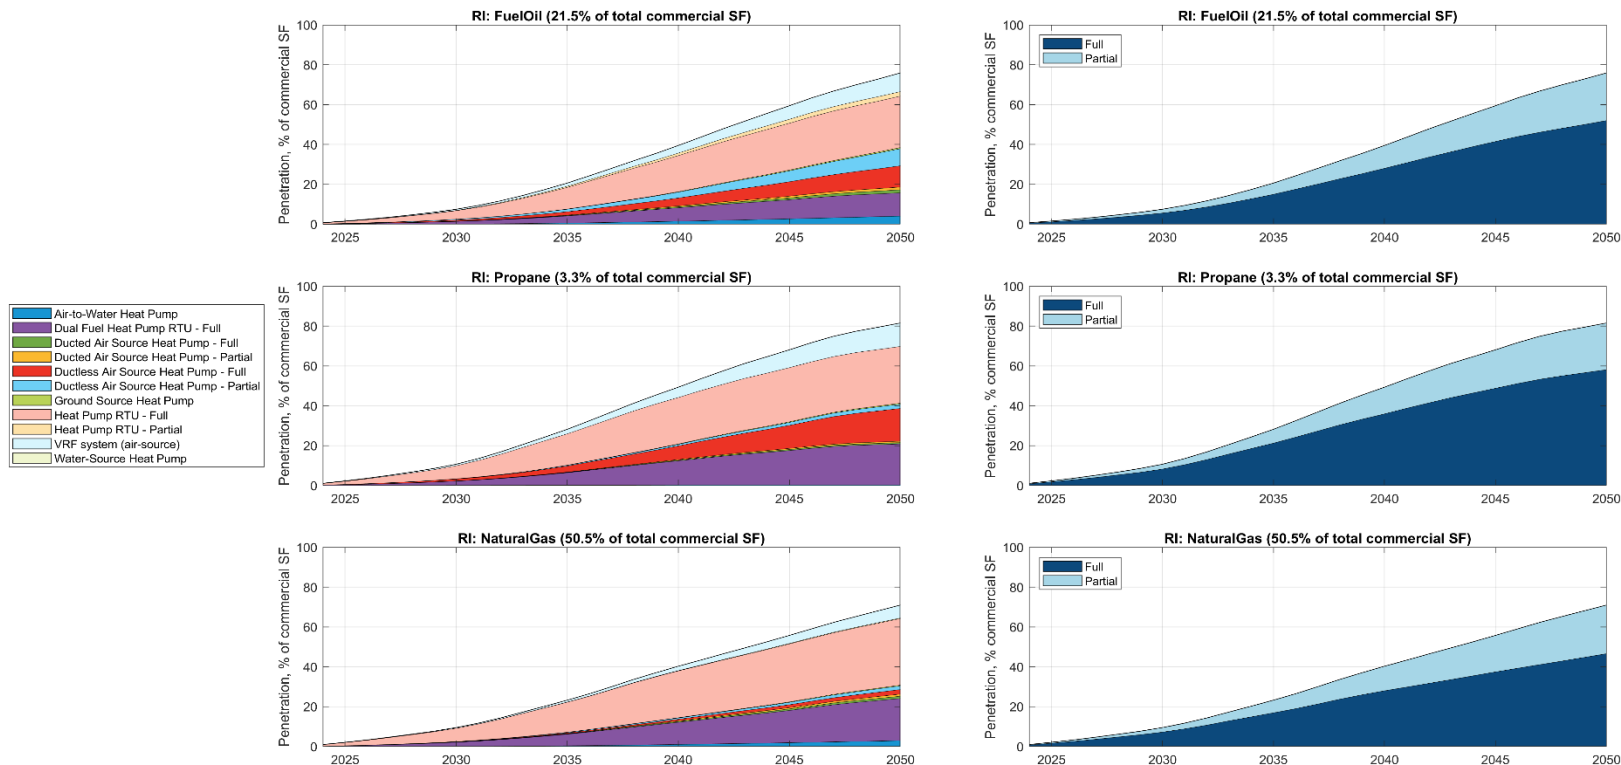 RI: FuelOil (21.5% of total commercial SF)
Penetration, % of commercial SF
100
80
60
40
20
0
2025 2030 2035 2040 2045 2050
RI: FuelOil (21.5% of total commercial SF)
Penetration, % commercial SF
Full
Partial
100
80
60
40
20
0
2025 2030 2035 2040 2045 2050
Air-to-Water Heat Pump
Dual Fuel Heat Pump RTU - Full
Ducted Air Source Heat Pump - Full
Ducted Air Source Heat Pump - Partial
Ductless Air Source Heat Pump - Full
Ductless Air Source Heat Pump - Partial
Ground Source Heat Pump
Heat Pump RTU - Full
Heat Pump RTU - Partial
VRF system (air-source)
Water-Source Heat Pump
RI: Propane (3.3% of total commercial SF)
Penetration, % of commercial SF
100
80
60
40
20
0
2025 2030 2035 2040 2045 2050
RI: Propane (3.3% of total commercial SF)
Penetration, % commercial SF
Full
Partial
100
80
60
40
20
0
2025 2030 2035 2040 2045 2050
RI: NaturalGas (50.5% of total commercial SF)
Penetration, % of commercial SF
100
80
60
40
20
0
2025 2030 2035 2040 2045 2050
RI: NaturalGas (50.5% of total commercial SF)
Penetration, % commercial SF
Full
Partial
100
80
60
40
20
0
2025 2030 2035 2040 2045 2050